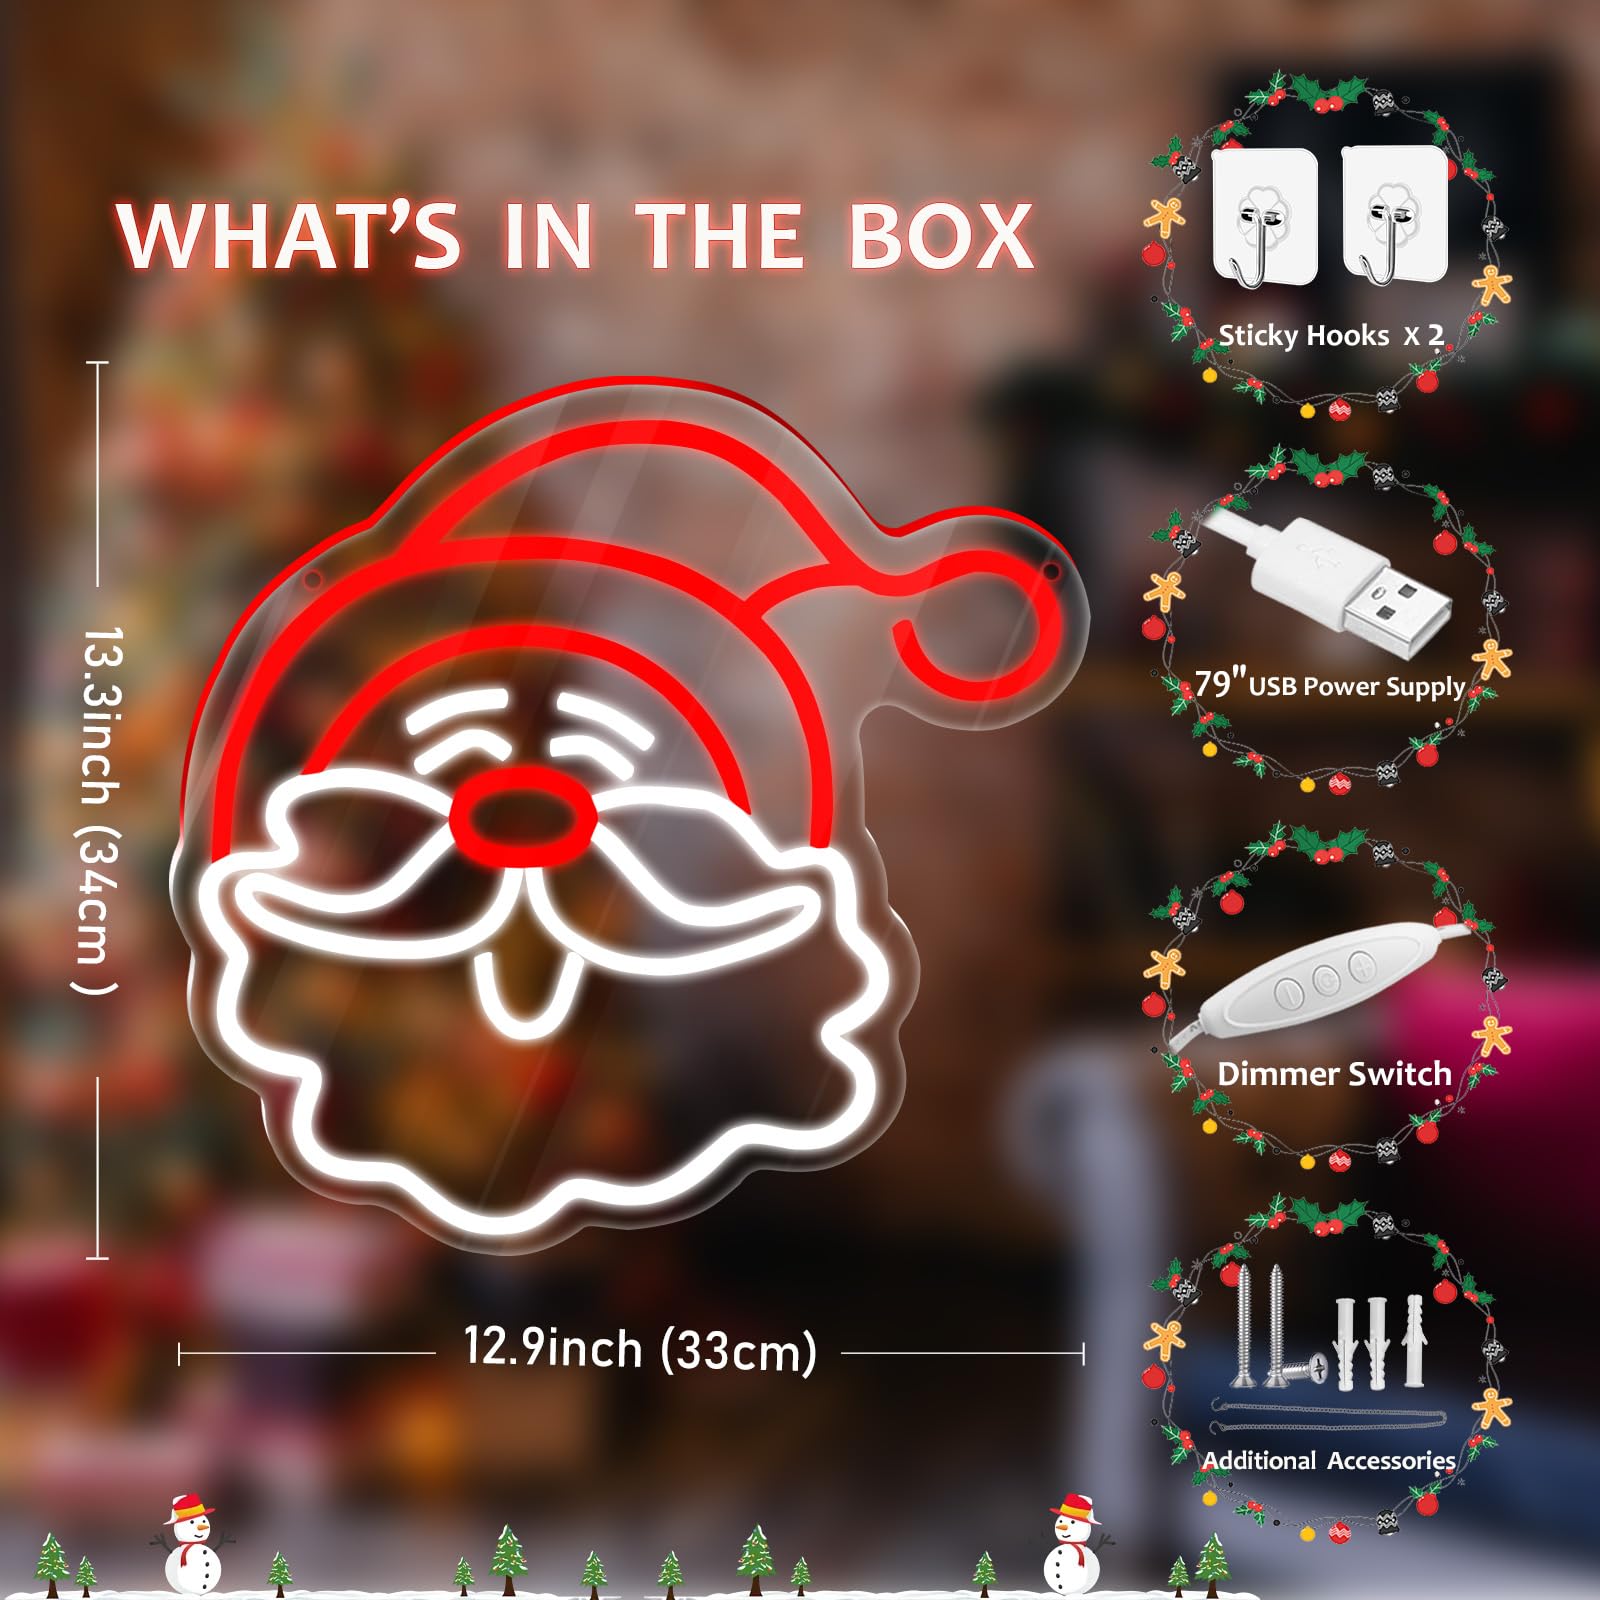 WHAT'S IN THE BOX
Sticky Hooks X 2
79" USB Power Supply
13.3inch (34cm )
Dimmer Switch
12.9inch (33cm)
Additional Accessories